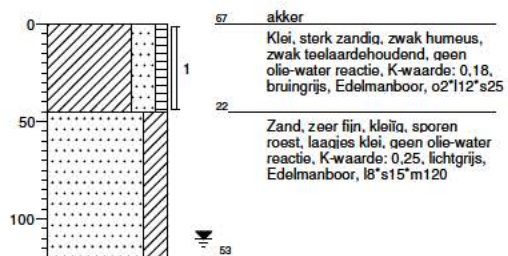 0
67 akker
Klei, sterk zandig, zwak humeus,
zwak teelaardehoudend, geen
olie-water reactie, K-waarde: 0,18,
bruingrijs, Edelmanboor, o2*l12*s25
1
22
50
Zand, zeer fijn, kleiïg, sporen
roest, laagjes klei, geen olie-water
reactie, K-waarde: 0,25, lichtgrijs,
Edelmanboor, l8*s15*m120
100
53